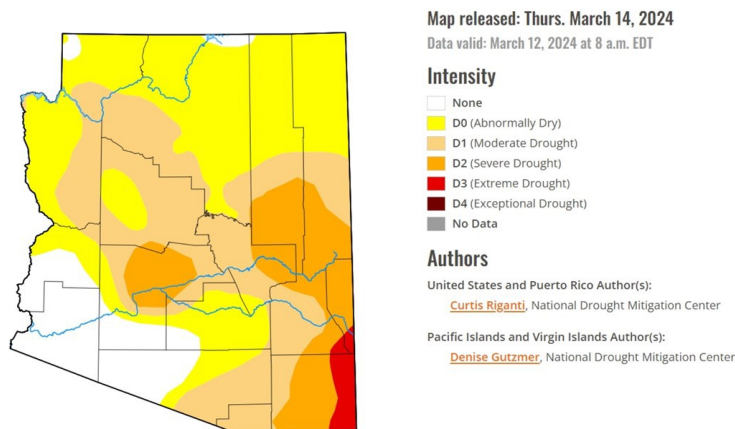 Map released: Thurs. March 14, 2024
Data valid: March 12, 2024 at 8 a.m. EDT
Intensity
None
D0 (Abnormally Dry)
D1 (Moderate Drought)
D2 (Severe Drought)
D3 (Extreme Drought)
D4 (Exceptional Drought)
No Data
Authors
United States and Puerto Rico Author(s):
Curtis Riganti, National Drought Mitigation Center
Pacific Islands and Virgin Islands Author(s):
Denise Gutzmer, National Drought Mitigation Center